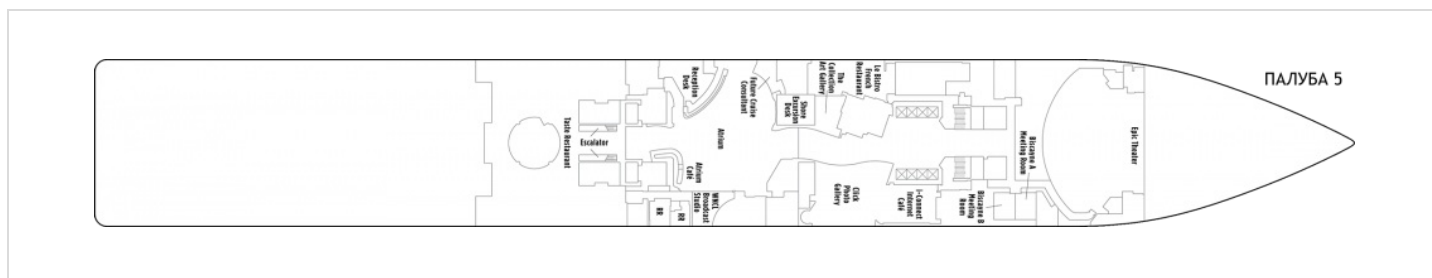 ПАЛУБА 5
Taste Restaurant
Escalator
Reception
Desk
Atrium
Atrium
Café
WNCL
Broadcast
Studio
RR
RR
Future Cruise
Consultant
Shore
Excursion
Desk
The
Collection
Art Gallery
Le Bistro
French
Restaurant
Click
Photo
Gallery
i-Connect
Internet
Café
Biscayne B
Meeting
Room
Biscayne A
Meeting Room
Epic Theater